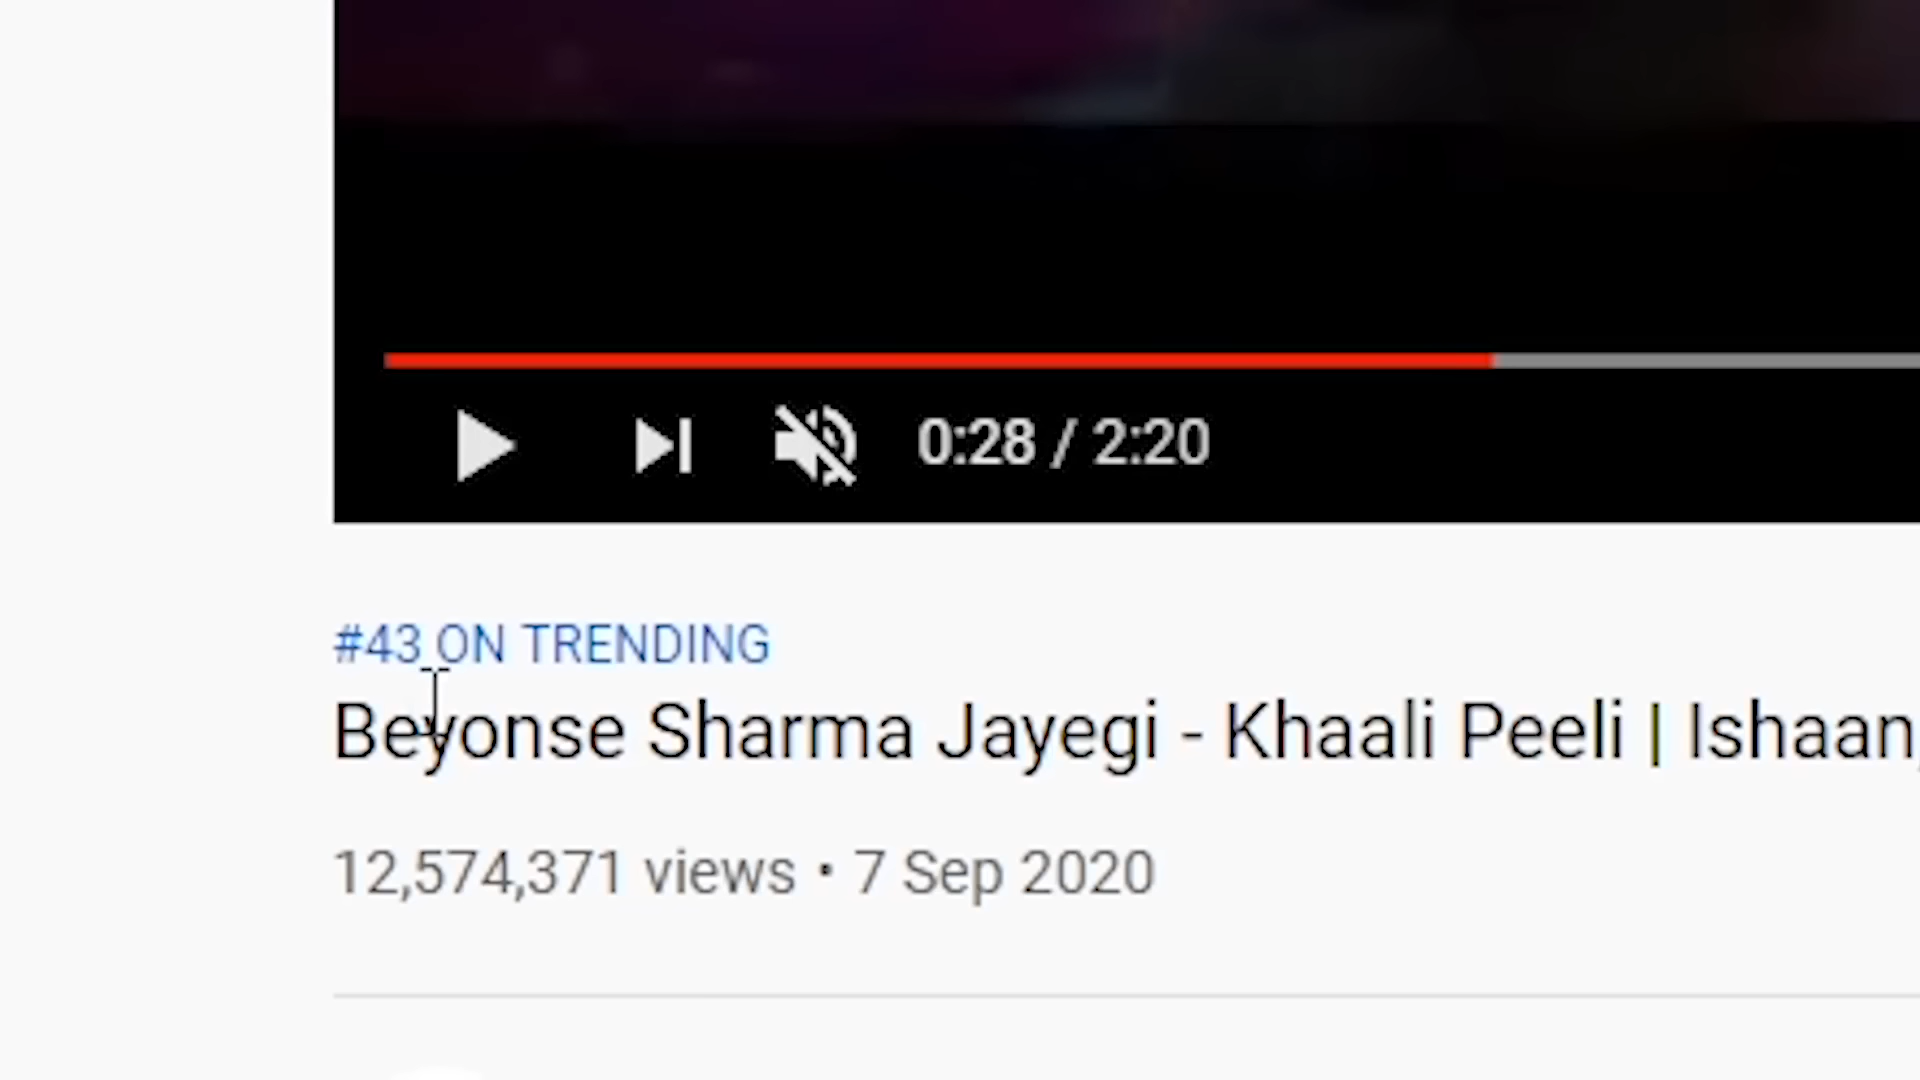 0:28 / 2:20
#43 ON TRENDING
Beyonse Sharma Jayegi - Khaali Peeli | Ishaan,
12,574,371 views • 7 Sep 2020